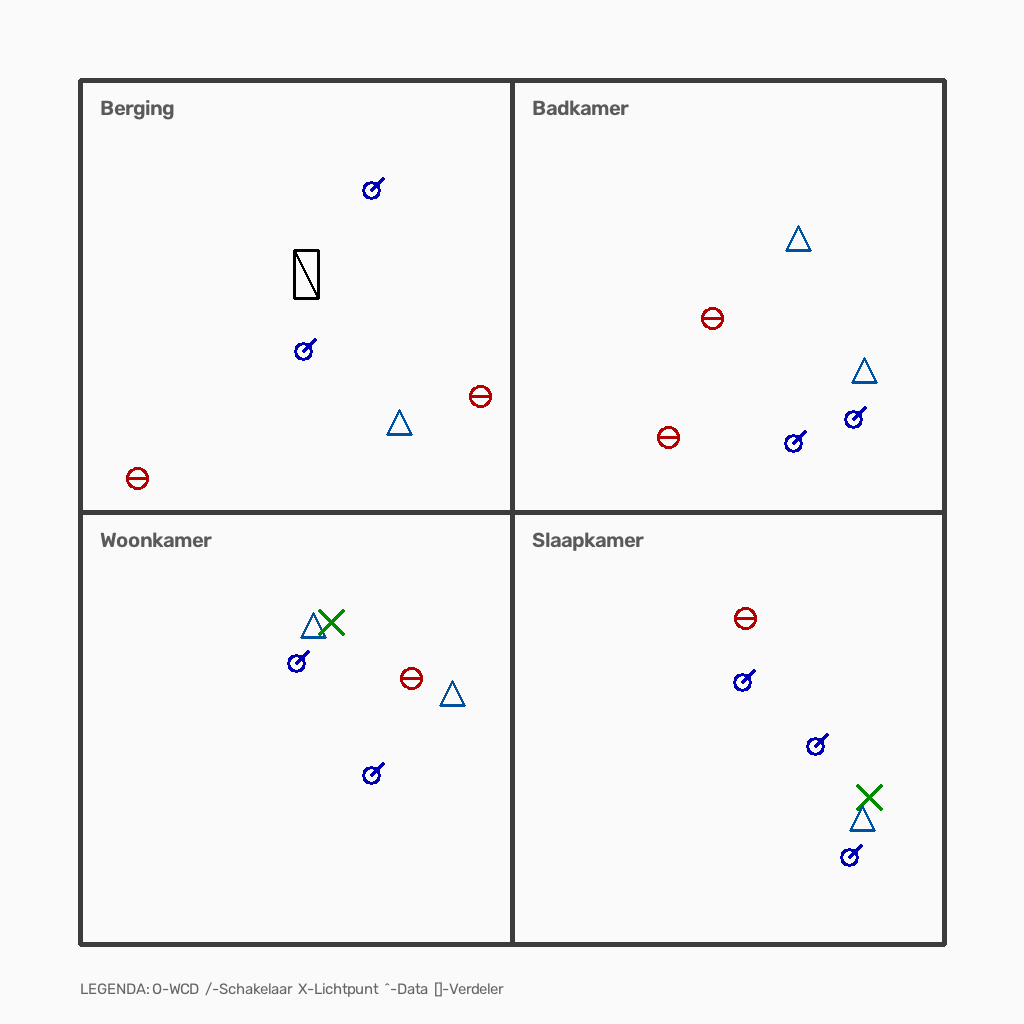 Berging
Badkamer
Woonkamer
Slaapkamer
LEGENDA: O-WCD /-Schakelaar X-Lichtpunt ^-Data []-Verdeler